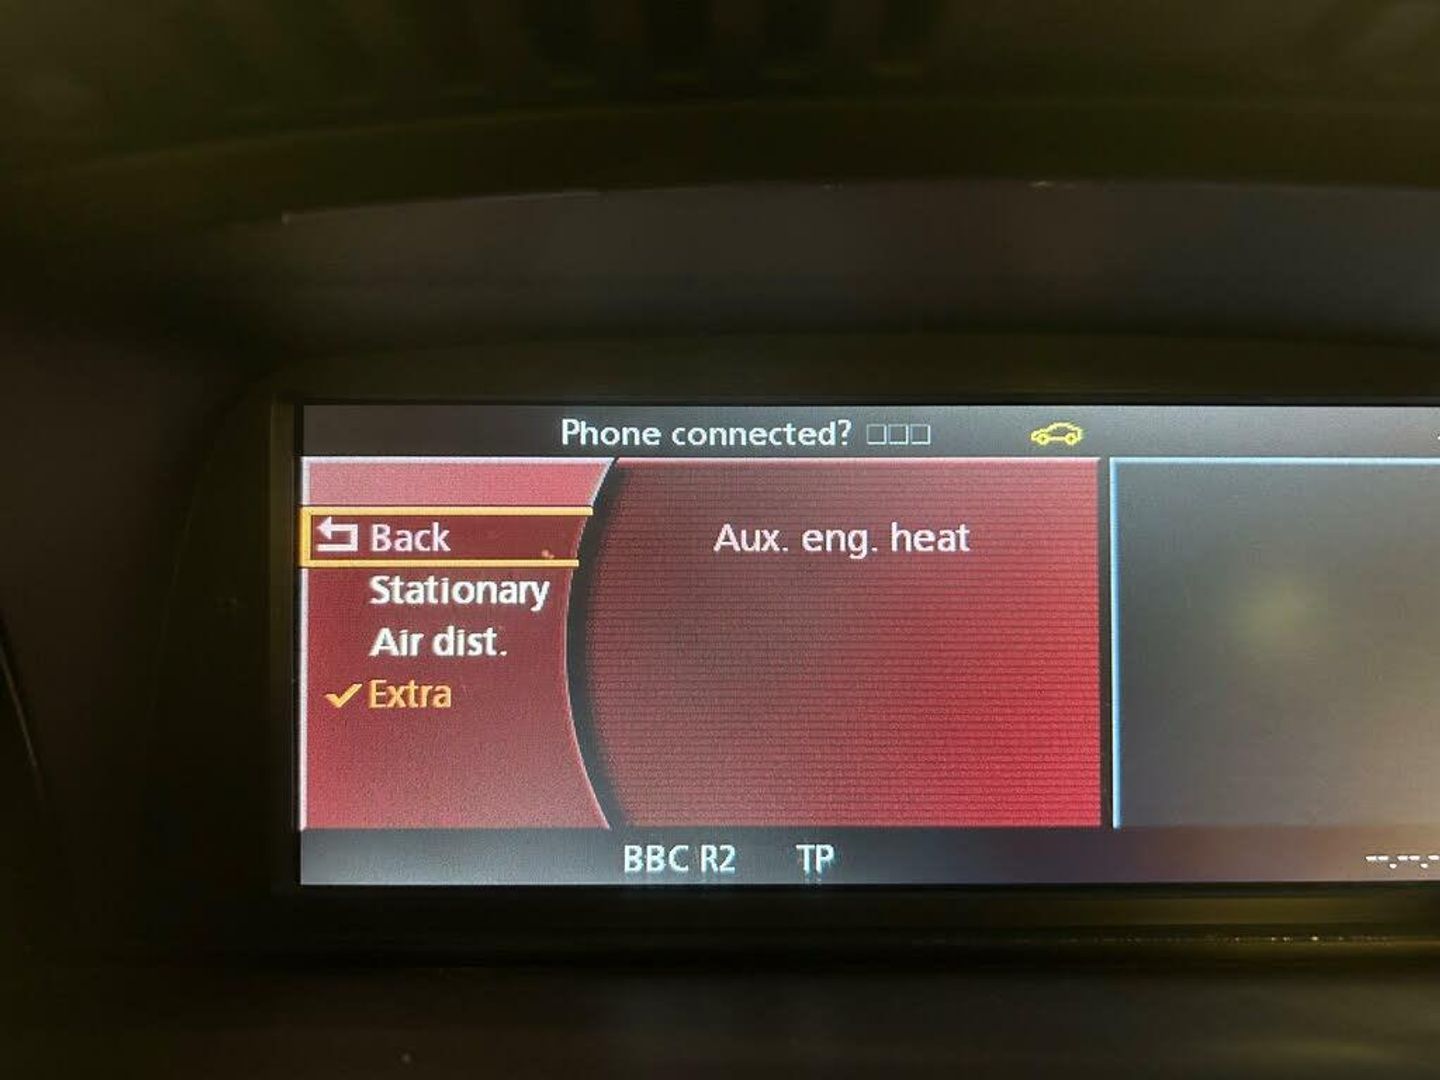 Phone connected?
Back
Stationary
Air dist.
Extra
Aux. eng. heat
BBC R2 TP
--.--.